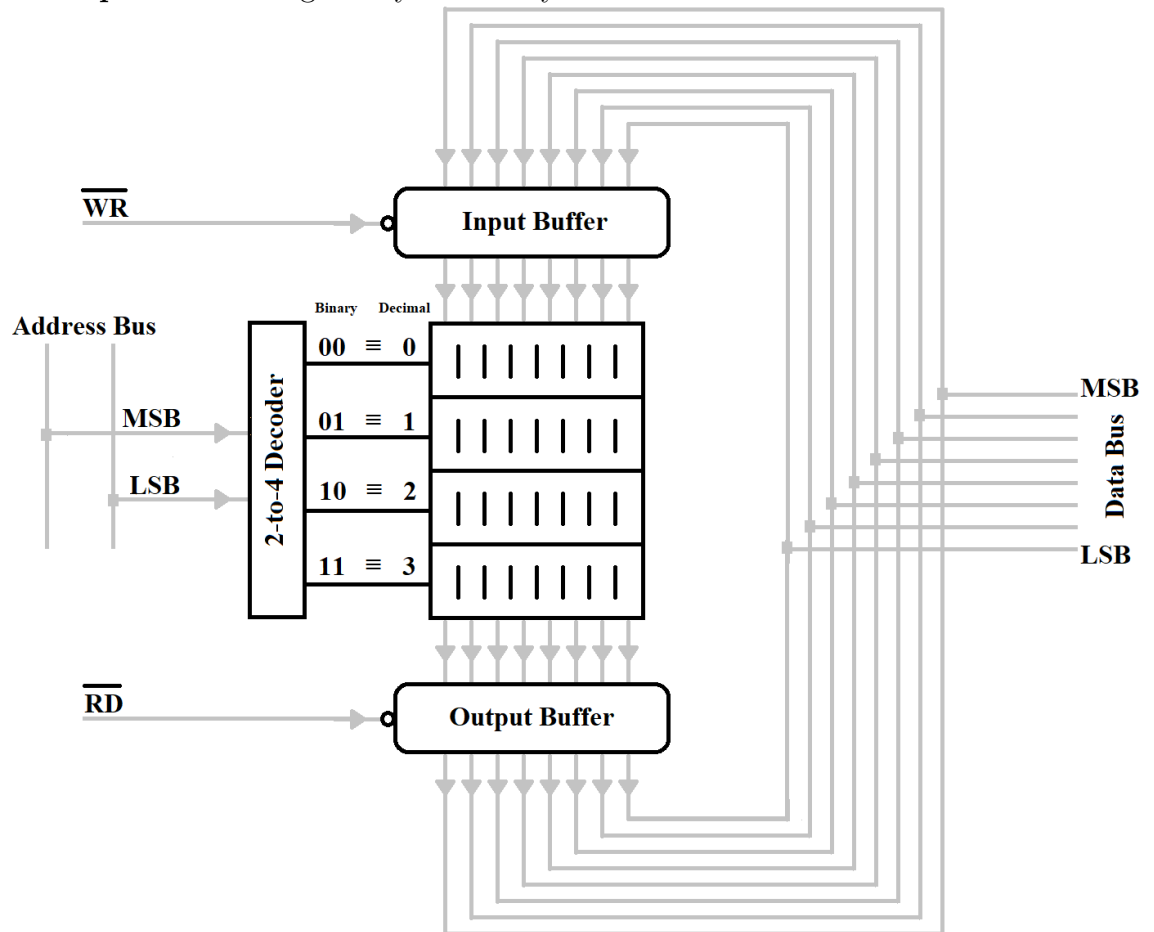 WR
Input Buffer
Binary Decimal
Address Bus
00 ≡ 0
MSB
01 ≡ 1
MSB
LSB
10 ≡ 2
2-to-4 Decoder
Data Bus
11 ≡ 3
LSB
RD
Output Buffer